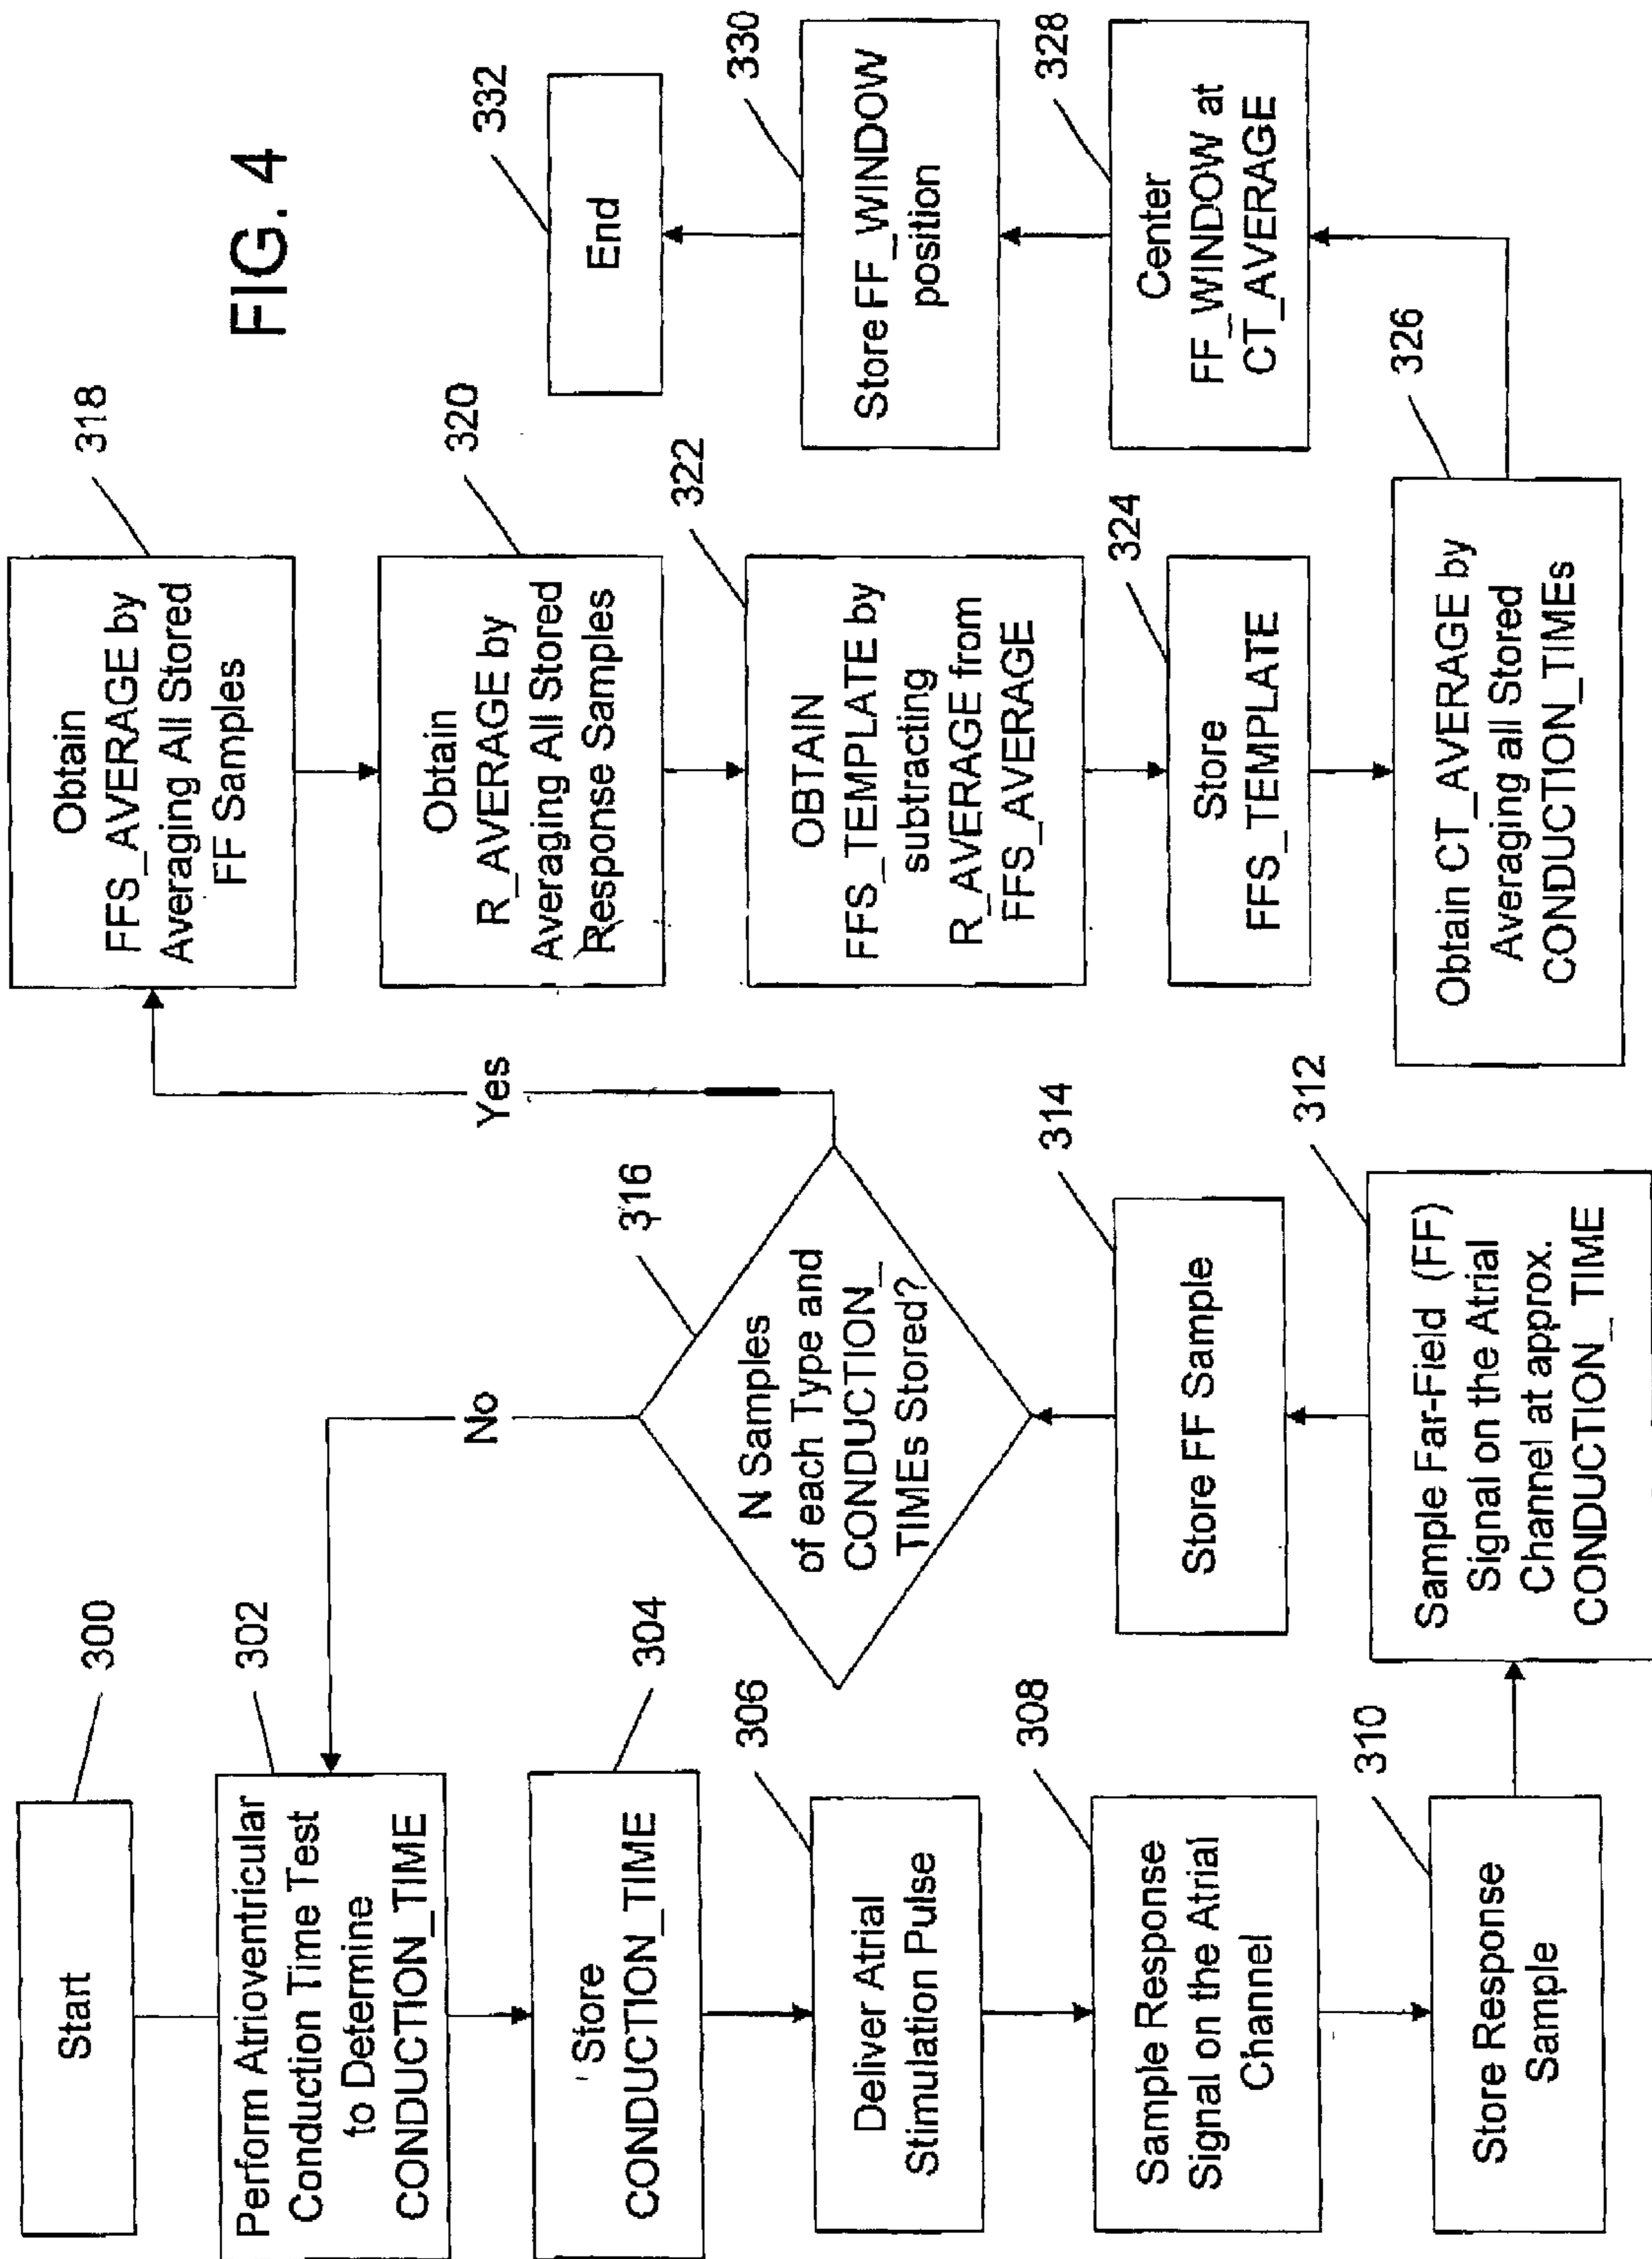 FIG. 4
300
Start
302
Perform Atrioventricular
Conduction Time Test
to Determine
CONDUCTION_TIME
304
Store
CONDUCTION_TIME
306
Deliver Atrial
Stimulation Pulse
308
Sample Response
Signal on the Atrial
Channel
310
Store Response
Sample
312
Sample Far-Field (FF)
Signal on the Atrial
Channel at approx.
CONDUCTION_TIME
314
Store FF Sample
316
N Samples
of each Type and
CONDUCTION_
TIMEs Stored?
No
Yes
318
Obtain
FFS_AVERAGE by
Averaging All Stored
FF Samples
320
Obtain
R_AVERAGE by
Averaging All Stored
Response Samples
322
OBTAIN
FFS_TEMPLATE by
subtracting
R_AVERAGE from
FFS_AVERAGE
324
Store
FFS_TEMPLATE
326
Obtain CT_AVERAGE by
Averaging all Stored
CONDUCTION_TIMEs
328
Center
FF_WINDOW at
CT_AVERAGE
330
Store FF_WINDOW
position
332
End